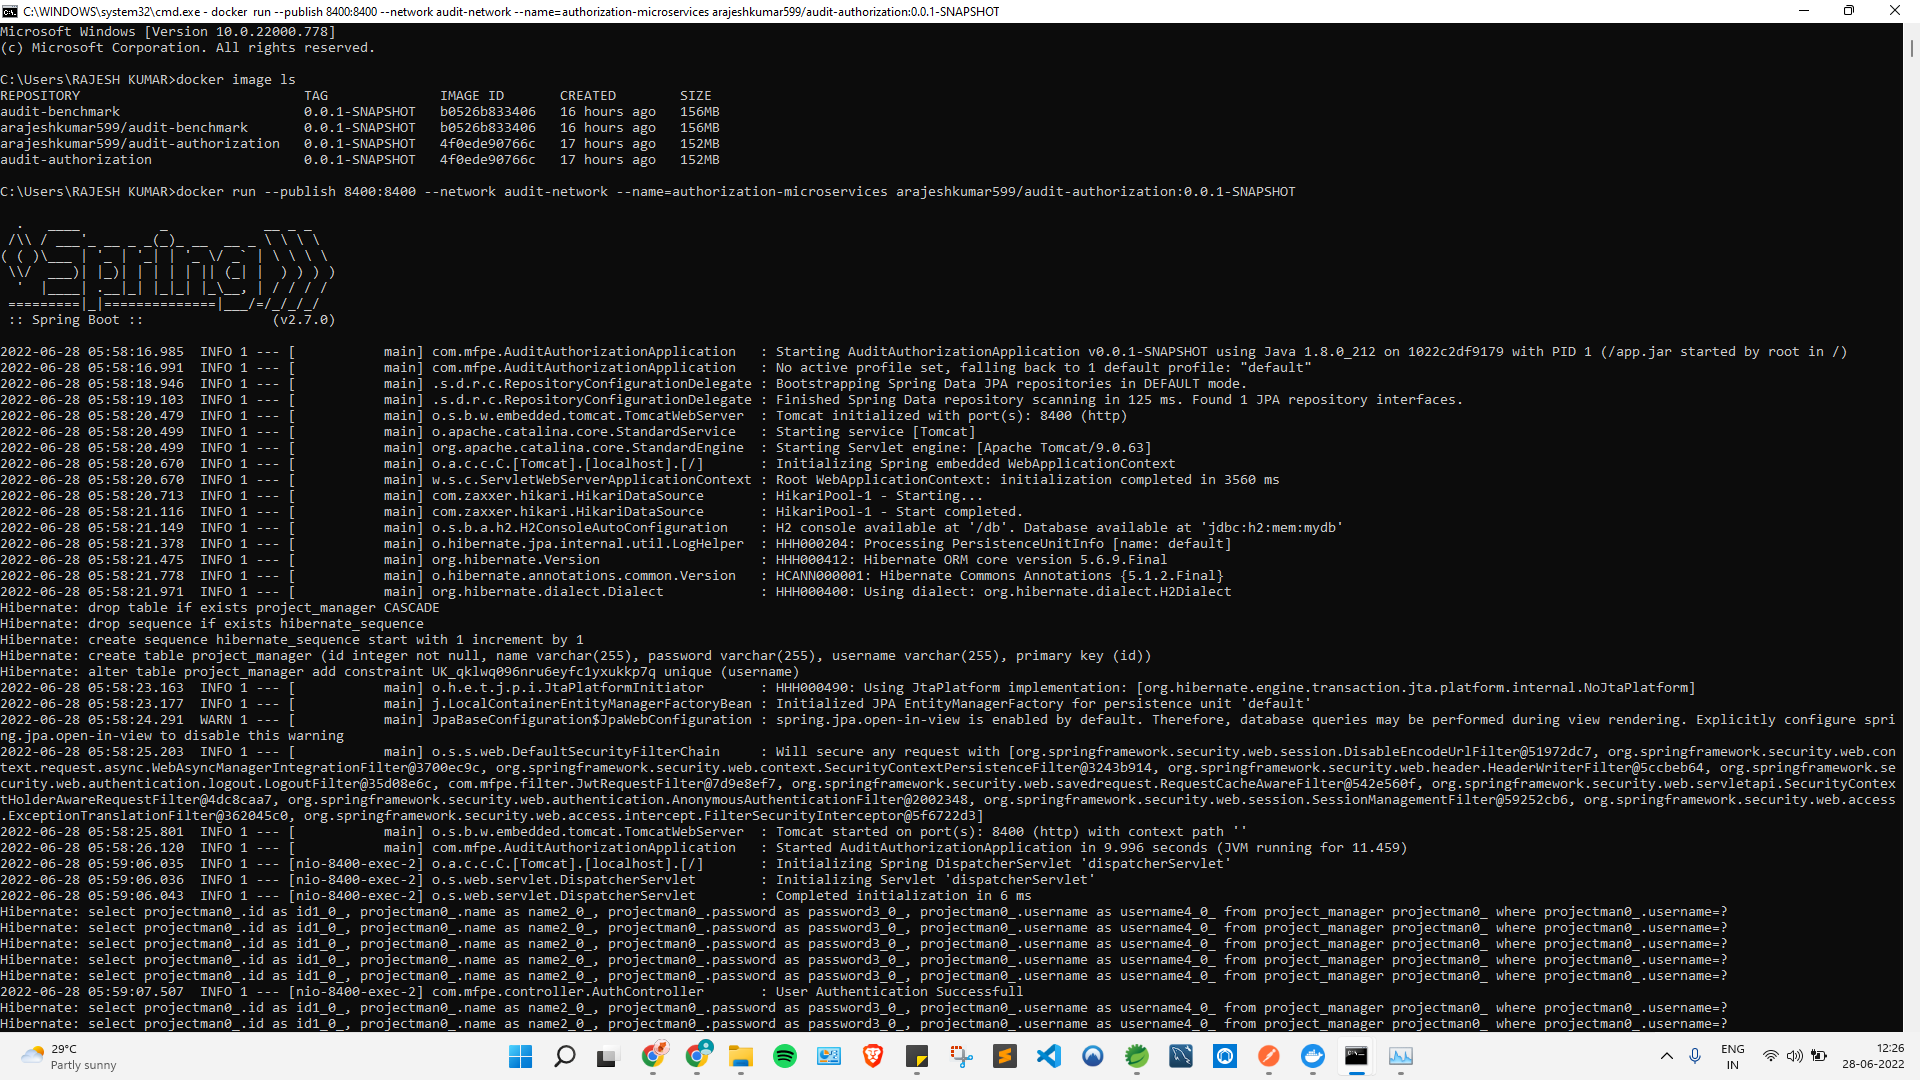 C:\WINDOWS\system32\cmd.exe - docker  run --publish 8400:8400 --network audit-network --name=authorization-microservices arajeshkumar599/audit-authorization:0.0.1-SNAPSHOT
Microsoft Windows [Version 10.0.22000.778]
(c) Microsoft Corporation. All rights reserved.
C:\Users\RAJESH KUMAR>docker image ls
REPOSITORY                            TAG              IMAGE ID       CREATED        SIZE
audit-benchmark                       0.0.1-SNAPSHOT   b0526b833406   16 hours ago   156MB
arajeshkumar599/audit-benchmark       0.0.1-SNAPSHOT   b0526b833406   16 hours ago   156MB
arajeshkumar599/audit-authorization   0.0.1-SNAPSHOT   4f0ede90766c   17 hours ago   152MB
audit-authorization                   0.0.1-SNAPSHOT   4f0ede90766c   17 hours ago   152MB
C:\Users\RAJESH KUMAR>docker run --publish 8400:8400 --network audit-network --name=authorization-microservices arajeshkumar599/audit-authorization:0.0.1-SNAPSHOT
Spring
:: Spring Boot ::                (v2.7.0)
2022-06-28 05:58:16.985  INFO 1 --- [           main] com.mfpe.AuditAuthorizationApplication   : Starting AuditAuthorizationApplication v0.0.1-SNAPSHOT using Java 1.8.0_212 on 1022c2df9179 with PID 1 (/app.jar started by root in /)
2022-06-28 05:58:16.991  INFO 1 --- [           main] com.mfpe.AuditAuthorizationApplication   : No active profile set, falling back to 1 default profile: "default"
2022-06-28 05:58:18.946  INFO 1 --- [           main] .s.d.r.c.RepositoryConfigurationDelegate : Bootstrapping Spring Data JPA repositories in DEFAULT mode.
2022-06-28 05:58:19.103  INFO 1 --- [           main] .s.d.r.c.RepositoryConfigurationDelegate : Finished Spring Data repository scanning in 125 ms. Found 1 JPA repository interfaces.
2022-06-28 05:58:20.479  INFO 1 --- [           main] o.s.b.w.embedded.tomcat.TomcatWebServer  : Tomcat initialized with port(s): 8400 (http)
2022-06-28 05:58:20.499  INFO 1 --- [           main] o.apache.catalina.core.StandardService   : Starting service [Tomcat]
2022-06-28 05:58:20.499  INFO 1 --- [           main] org.apache.catalina.core.StandardEngine  : Starting Servlet engine: [Apache Tomcat/9.0.63]
2022-06-28 05:58:20.670  INFO 1 --- [           main] o.a.c.c.C.[Tomcat].[localhost].[/]       : Initializing Spring embedded WebApplicationContext
2022-06-28 05:58:20.670  INFO 1 --- [           main] w.s.c.ServletWebServerApplicationContext : Root WebApplicationContext: initialization completed in 3560 ms
2022-06-28 05:58:20.713  INFO 1 --- [           main] com.zaxxer.hikari.HikariDataSource       : HikariPool-1 - Starting...
2022-06-28 05:58:21.116  INFO 1 --- [           main] com.zaxxer.hikari.HikariDataSource       : HikariPool-1 - Start completed.
2022-06-28 05:58:21.149  INFO 1 --- [           main] o.s.b.a.h2.H2ConsoleAutoConfiguration    : H2 console available at '/db'. Database available at 'jdbc:h2:mem:mydb'
2022-06-28 05:58:21.378  INFO 1 --- [           main] o.hibernate.jpa.internal.util.LogHelper  : HHH000204: Processing PersistenceUnitInfo [name: default]
2022-06-28 05:58:21.475  INFO 1 --- [           main] org.hibernate.Version                    : HHH000412: Hibernate ORM core version 5.6.9.Final
2022-06-28 05:58:21.778  INFO 1 --- [           main] o.hibernate.annotations.common.Version   : HCANN000001: Hibernate Commons Annotations {5.1.2.Final}
2022-06-28 05:58:21.971  INFO 1 --- [           main] org.hibernate.dialect.Dialect            : HHH000400: Using dialect: org.hibernate.dialect.H2Dialect
Hibernate: drop table if exists project_manager CASCADE
Hibernate: drop sequence if exists hibernate_sequence
Hibernate: create sequence hibernate_sequence start with 1 increment by 1
Hibernate: create table project_manager (id integer not null, name varchar(255), password varchar(255), username varchar(255), primary key (id))
Hibernate: alter table project_manager add constraint UK_qklwq096nru6eyfc1yxukkp7q unique (username)
2022-06-28 05:58:23.163  INFO 1 --- [           main] o.h.e.t.j.p.i.JtaPlatformInitiator       : HHH000490: Using JtaPlatform implementation: [org.hibernate.engine.transaction.jta.platform.internal.NoJtaPlatform]
2022-06-28 05:58:23.177  INFO 1 --- [           main] j.LocalContainerEntityManagerFactoryBean : Initialized JPA EntityManagerFactory for persistence unit 'default'
2022-06-28 05:58:24.291  WARN 1 --- [           main] JpaBaseConfiguration$JpaWebConfiguration : spring.jpa.open-in-view is enabled by default. Therefore, database queries may be performed during view rendering. Explicitly configure spri
ng.jpa.open-in-view to disable this warning
2022-06-28 05:58:25.203  INFO 1 --- [           main] o.s.s.web.DefaultSecurityFilterChain     : Will secure any request with [org.springframework.security.web.session.DisableEncodeUrlFilter@51972dc7, org.springframework.security.web.con
text.request.async.WebAsyncManagerIntegrationFilter@3700ec9c, org.springframework.security.web.context.SecurityContextPersistenceFilter@3243b914, org.springframework.security.web.header.HeaderWriterFilter@5ccbeb64, org.springframework.se
curity.web.authentication.logout.LogoutFilter@35d08e6c, com.mfpe.filter.JwtRequestFilter@7d9e8ef7, org.springframework.security.web.savedrequest.RequestCacheAwareFilter@542e560f, org.springframework.security.web.servletapi.SecurityContex
tHolderAwareRequestFilter@4dc8caa7, org.springframework.security.web.authentication.AnonymousAuthenticationFilter@2002348, org.springframework.security.web.session.SessionManagementFilter@59252cb6, org.springframework.security.web.access
.ExceptionTranslationFilter@362045c0, org.springframework.security.web.access.intercept.FilterSecurityInterceptor@5f6722d3]
2022-06-28 05:58:25.801  INFO 1 --- [           main] o.s.b.w.embedded.tomcat.TomcatWebServer  : Tomcat started on port(s): 8400 (http) with context path ''
2022-06-28 05:58:26.120  INFO 1 --- [           main] com.mfpe.AuditAuthorizationApplication   : Started AuditAuthorizationApplication in 9.996 seconds (JVM running for 11.459)
2022-06-28 05:59:06.035  INFO 1 --- [nio-8400-exec-2] o.a.c.c.C.[Tomcat].[localhost].[/]       : Initializing Spring DispatcherServlet 'dispatcherServlet'
2022-06-28 05:59:06.036  INFO 1 --- [nio-8400-exec-2] o.s.web.servlet.DispatcherServlet        : Initializing Servlet 'dispatcherServlet'
2022-06-28 05:59:06.043  INFO 1 --- [nio-8400-exec-2] o.s.web.servlet.DispatcherServlet        : Completed initialization in 6 ms
Hibernate: select projectman0_.id as id1_0_, projectman0_.name as name2_0_, projectman0_.password as password3_0_, projectman0_.username as username4_0_ from project_manager projectman0_ where projectman0_.username=?
Hibernate: select projectman0_.id as id1_0_, projectman0_.name as name2_0_, projectman0_.password as password3_0_, projectman0_.username as username4_0_ from project_manager projectman0_ where projectman0_.username=?
Hibernate: select projectman0_.id as id1_0_, projectman0_.name as name2_0_, projectman0_.password as password3_0_, projectman0_.username as username4_0_ from project_manager projectman0_ where projectman0_.username=?
Hibernate: select projectman0_.id as id1_0_, projectman0_.name as name2_0_, projectman0_.password as password3_0_, projectman0_.username as username4_0_ from project_manager projectman0_ where projectman0_.username=?
Hibernate: select projectman0_.id as id1_0_, projectman0_.name as name2_0_, projectman0_.password as password3_0_, projectman0_.username as username4_0_ from project_manager projectman0_ where projectman0_.username=?
2022-06-28 05:59:07.507  INFO 1 --- [nio-8400-exec-2] com.mfpe.controller.AuthController       : User Authentication Successfull
Hibernate: select projectman0_.id as id1_0_, projectman0_.name as name2_0_, projectman0_.password as password3_0_, projectman0_.username as username4_0_ from project_manager projectman0_ where projectman0_.username=?
Hibernate: select projectman0_.id as id1_0_, projectman0_.name as name2_0_, projectman0_.password as password3_0_, projectman0_.username as username4_0_ from project_manager projectman0_ where projectman0_.username=?
29°C
Partly sunny
ENG
IN
12:26
28-06-2022